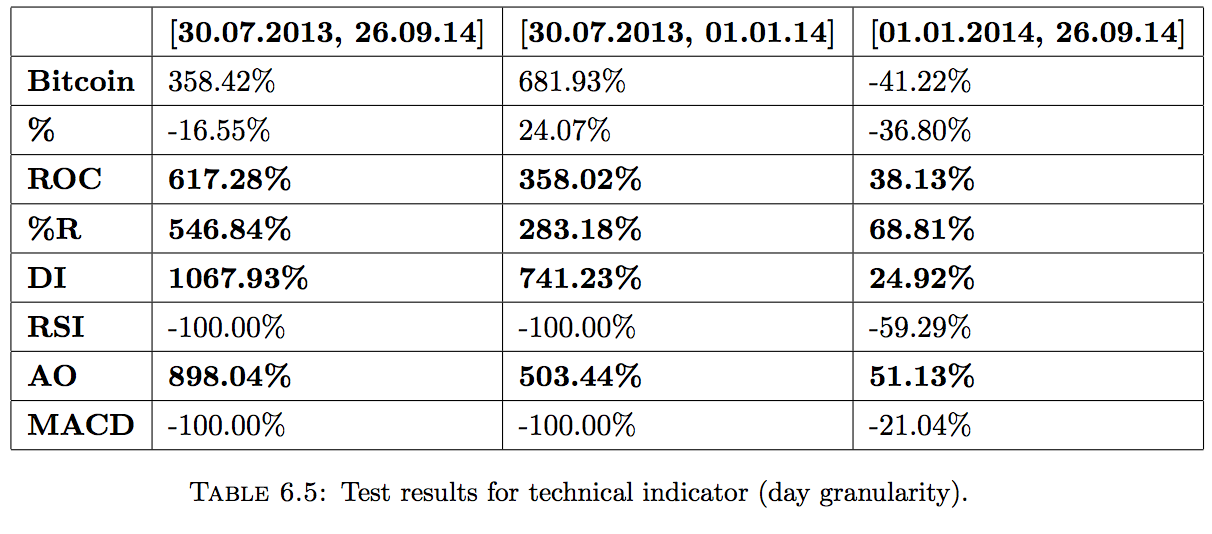 [30.07.2013, 26.09.14] [30.07.2013, 01.01.14] [01.01.2014, 26.09.14]
Bitcoin 358.42% 681.93% -41.22%
% -16.55% 24.07% -36.80%
ROC 617.28% 358.02% 38.13%
%R 546.84% 283.18% 68.81%
DI 1067.93% 741.23% 24.92%
RSI -100.00% -100.00% -59.29%
AO 898.04% 503.44% 51.13%
MACD -100.00% -100.00% -21.04%
TABLE 6.5: Test results for technical indicator (day granularity).